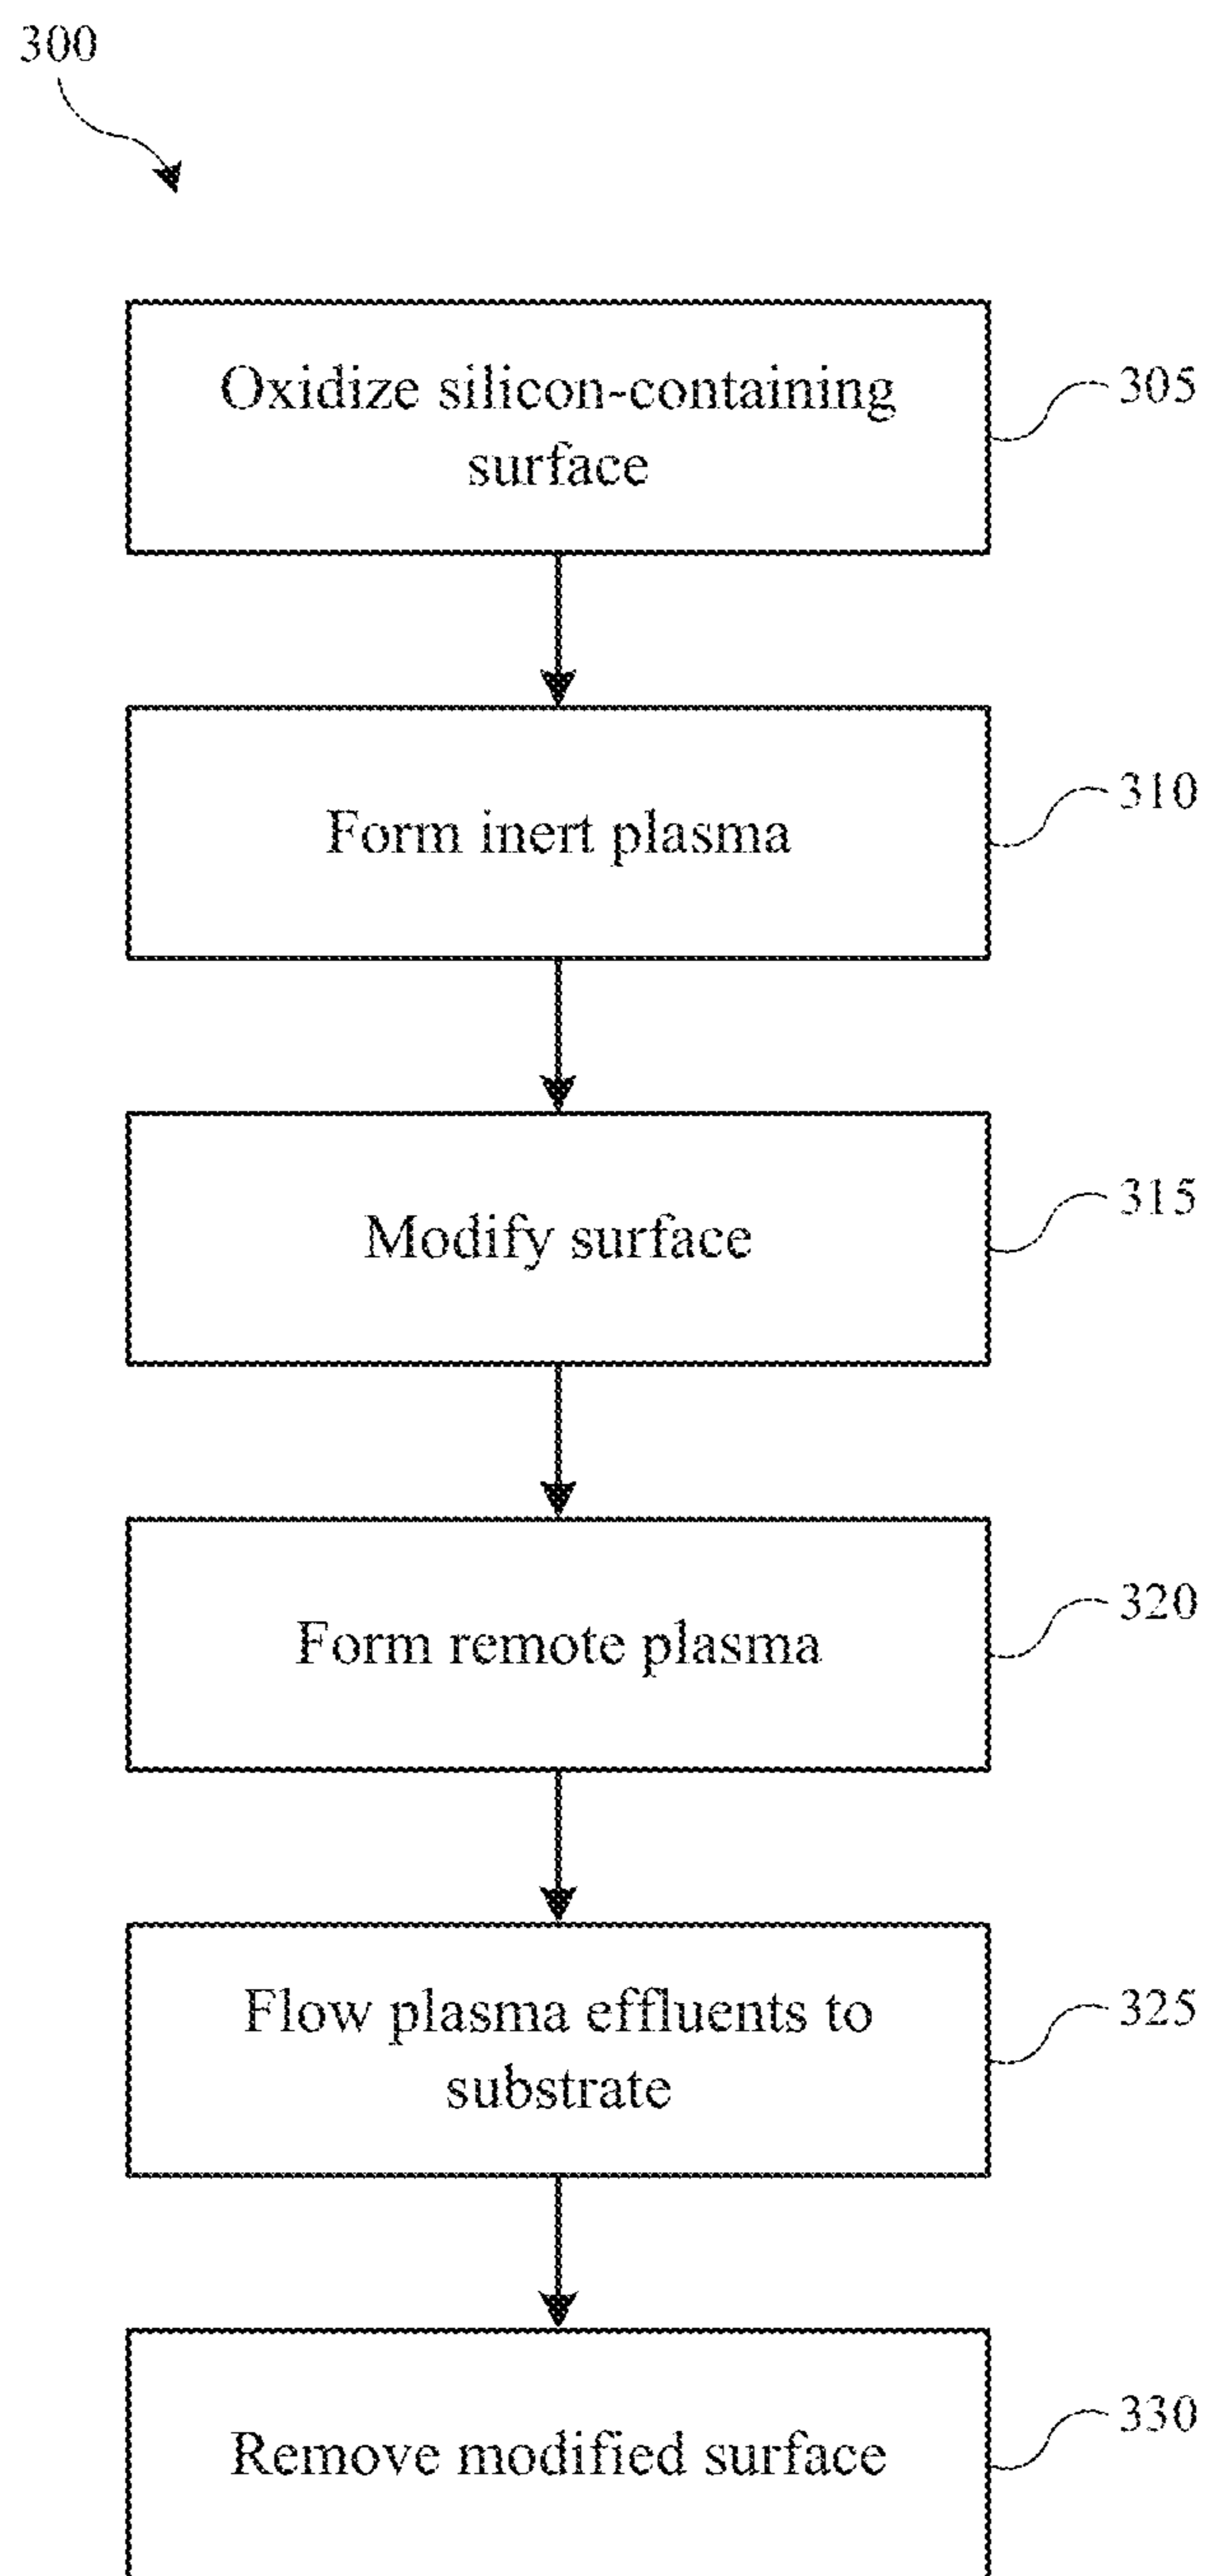 300
Oxidize silicon-containing
surface
305
Form inert plasma
310
Modify surface
315
Form remote plasma
320
Flow plasma effluents to
substrate
325
Remove modified surface
330